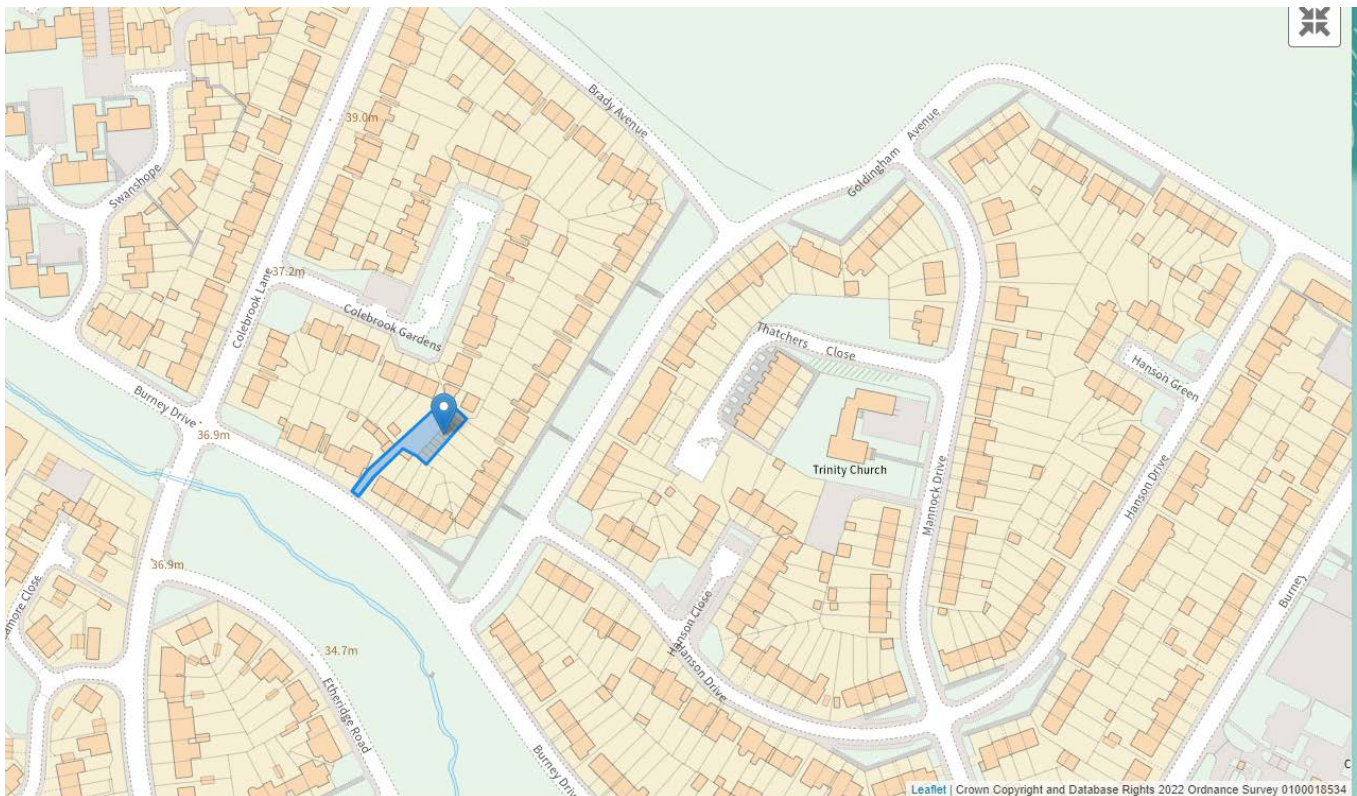 Brady Avenue
Goldingham Avenue
39.0m
Swanshope
Colebrook Lane
37.2m
Colebrook Gardens
Thatchers Close
Hanson Green
Burney Drive
36.9m
Trinity Church
Mannock Drive
Hanson Drive
36.9m
Burney
Hanson Close
Hanson Drive
34.7m
Etheridge Road
Close
Burney Drive
C
Leaflet | Crown Copyright and Database Rights 2022 Ordnance Survey 0100018534